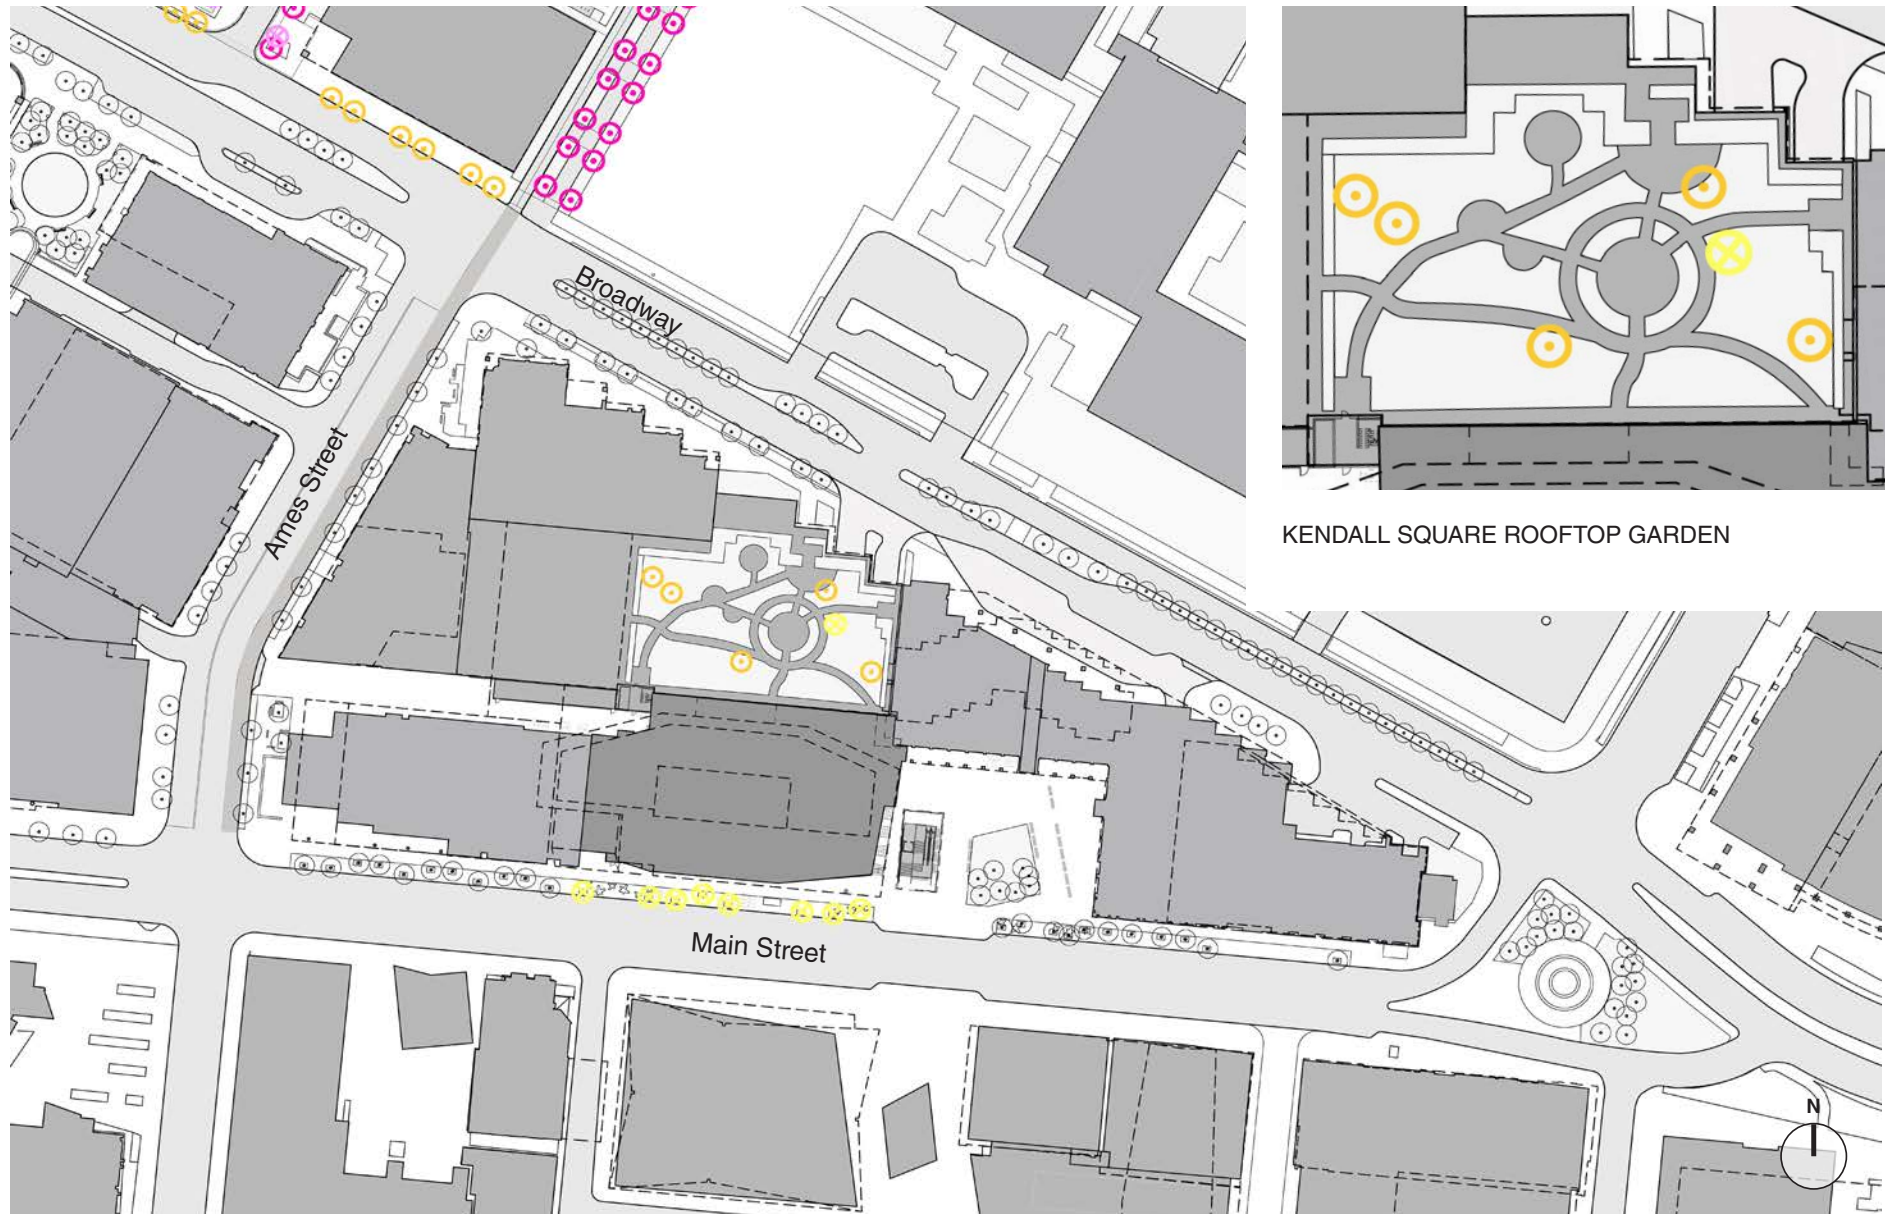 Broadway
KENDALL SQUARE ROOFTOP GARDEN
Ames Street
Main Street
N